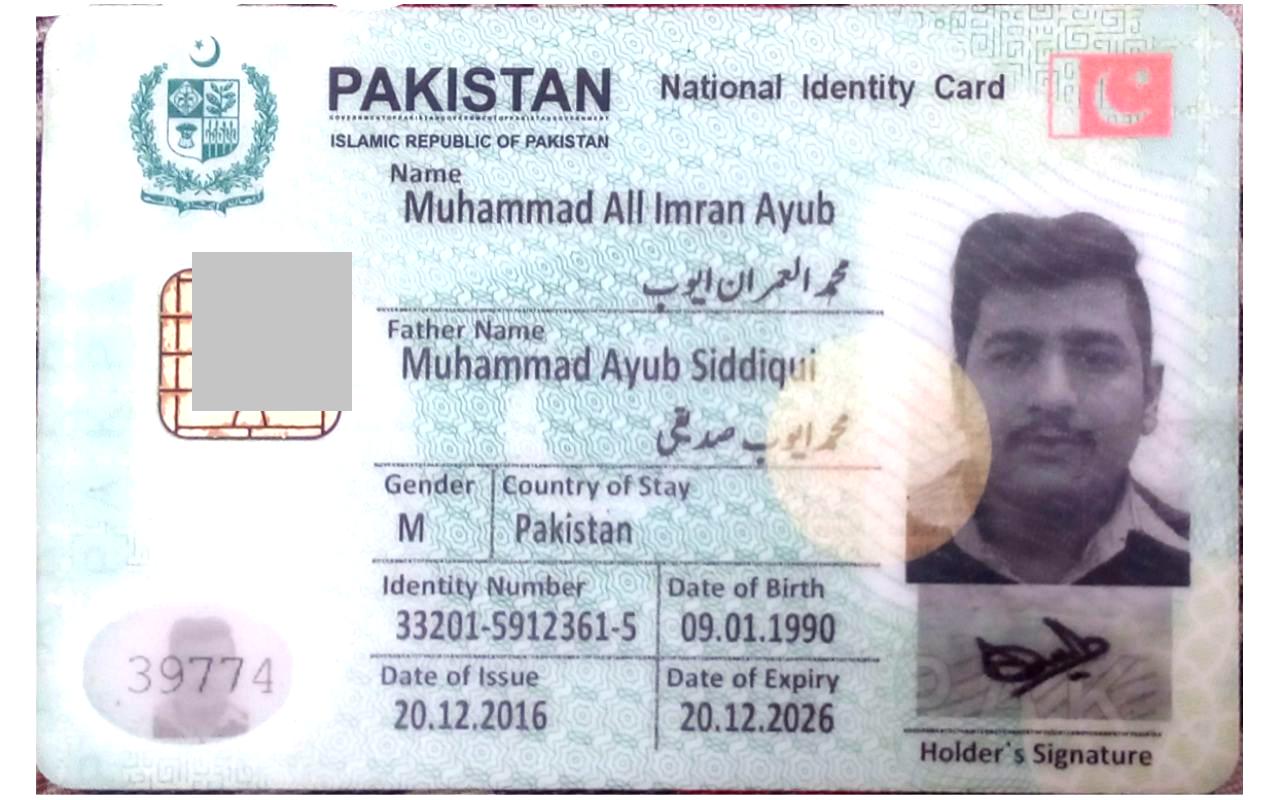 PAKISTAN National Identity Card
ISLAMIC REPUBLIC OF PAKISTAN
Name
Muhammad All Imran Ayub
محمد العمران ایوب
Father Name
Muhammad Ayub Siddiqui
محمد ایوب صدیقی
Gender Country of Stay
M Pakistan
Identity Number Date of Birth
33201-5912361-5 09.01.1990
Date of Issue Date of Expiry
20.12.2016 20.12.2026
39774
Holder's Signature